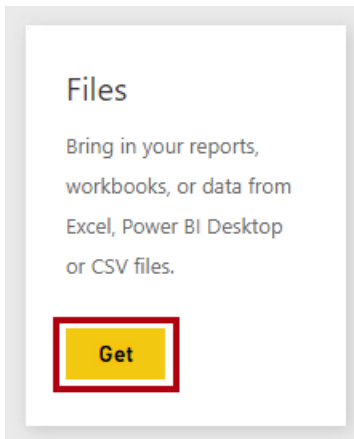 Files
Bring in your reports,
workbooks, or data from
Excel, Power BI Desktop
or CSV files.
Get